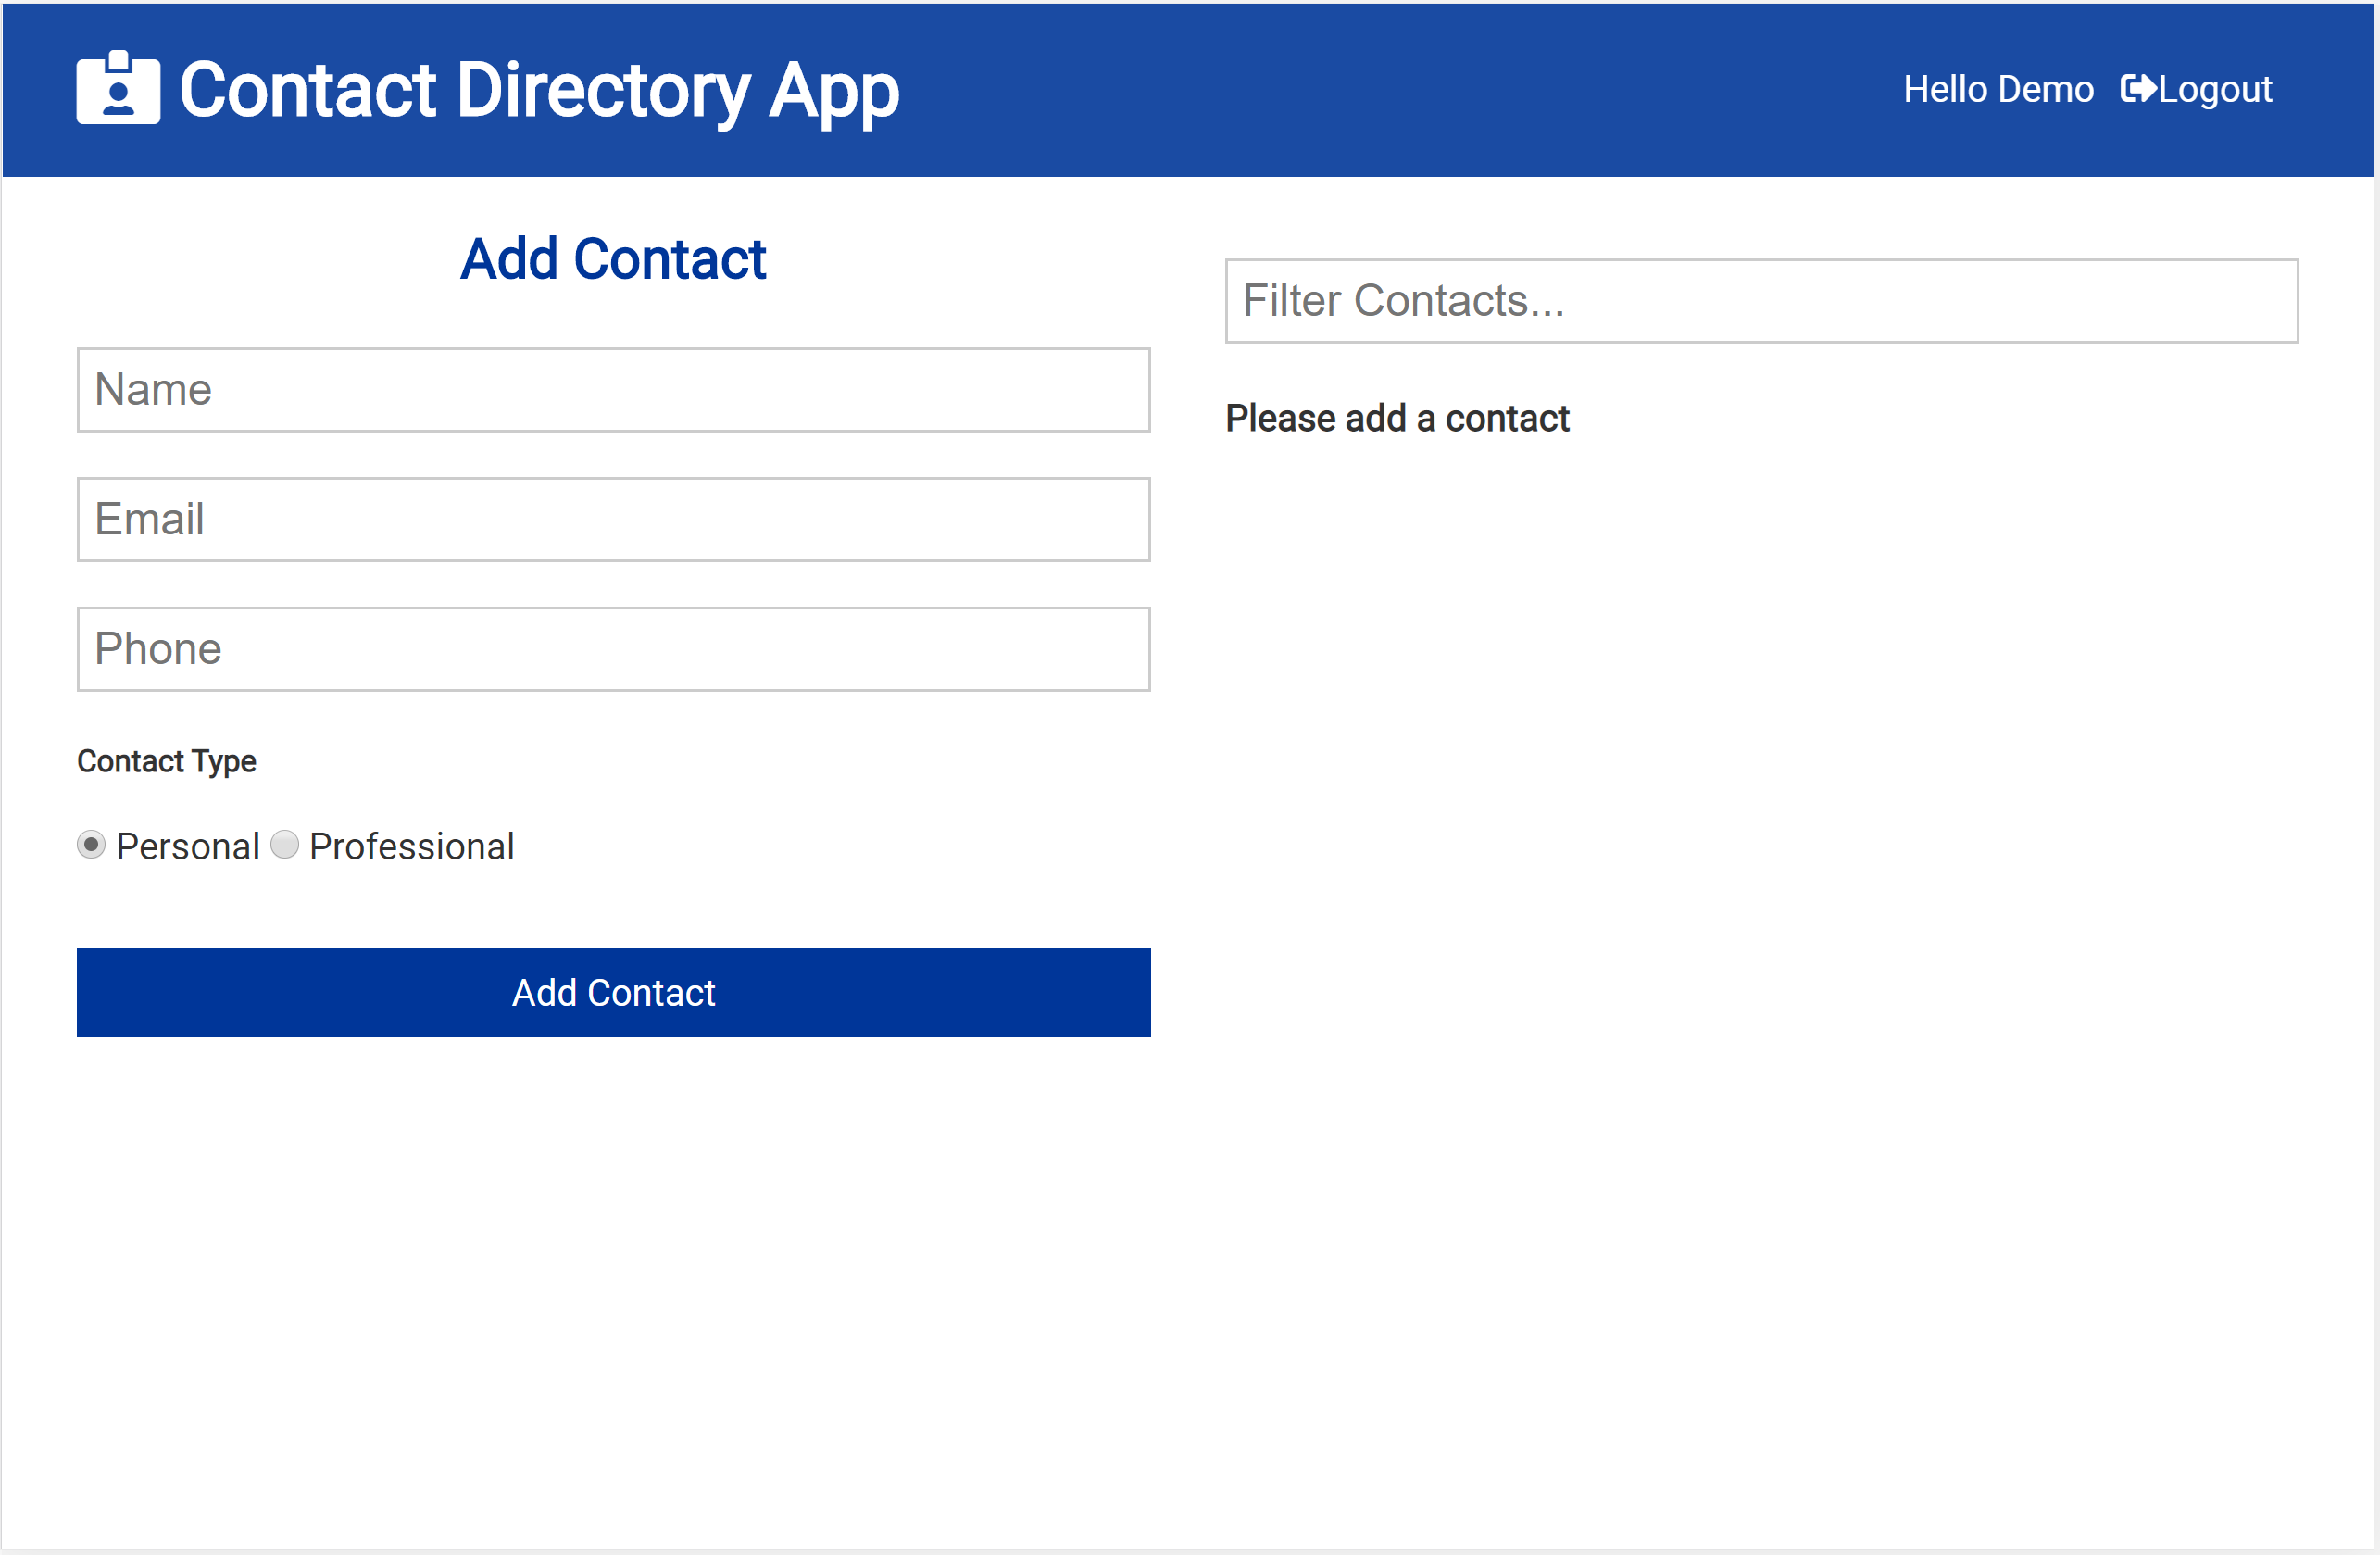 Contact Directory App
Hello Demo Logout
Add Contact
Name
Email
Phone
Contact Type
Personal Professional
Add Contact
Filter Contacts...
Please add a contact